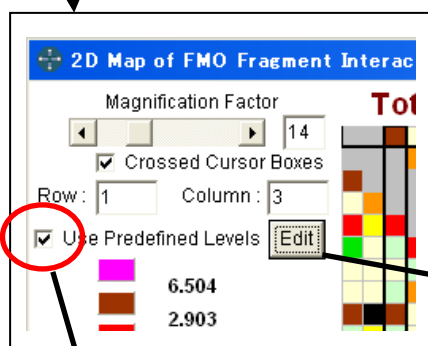 2D Map of FMO Fragment Interac
Magnification Factor
Tot
14
Crossed Cursor Boxes
Row : 1 Column : 3
Use Predefined Levels Edit
6.504
2.903